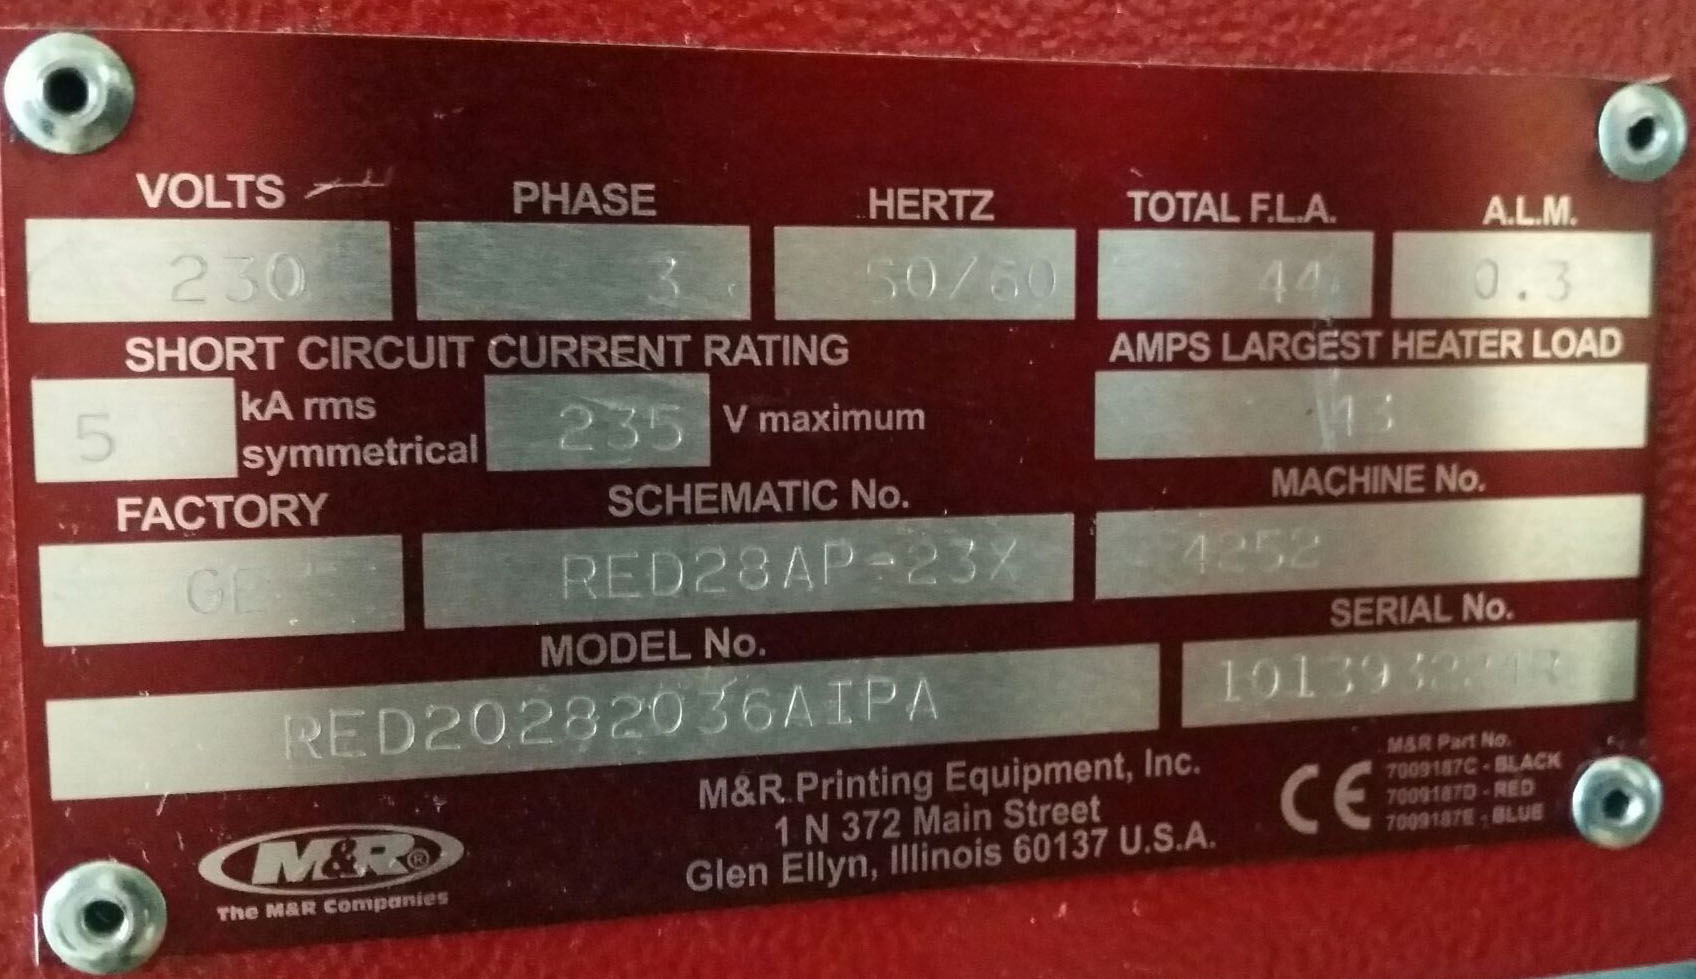 VOLTS PHASE HERTZ TOTAL F.L.A. A.L.M.
230 3 50/60 44 0.3
SHORT CIRCUIT CURRENT RATING AMPS LARGEST HEATER LOAD
5 kA rms symmetrical 235 V maximum 43
FACTORY SCHEMATIC No. MACHINE No.
GE RED28AP-23X 4252
MODEL No. SERIAL No.
RED20282036AIPA
M&R Printing Equipment, Inc.
1 N 372 Main Street
Glen Ellyn, Illinois 60137 U.S.A.
CE
M&R Part No.
7009187C - BLACK
7009187D - RED
7009187E - BLUE
M&R®
The M&R Companies